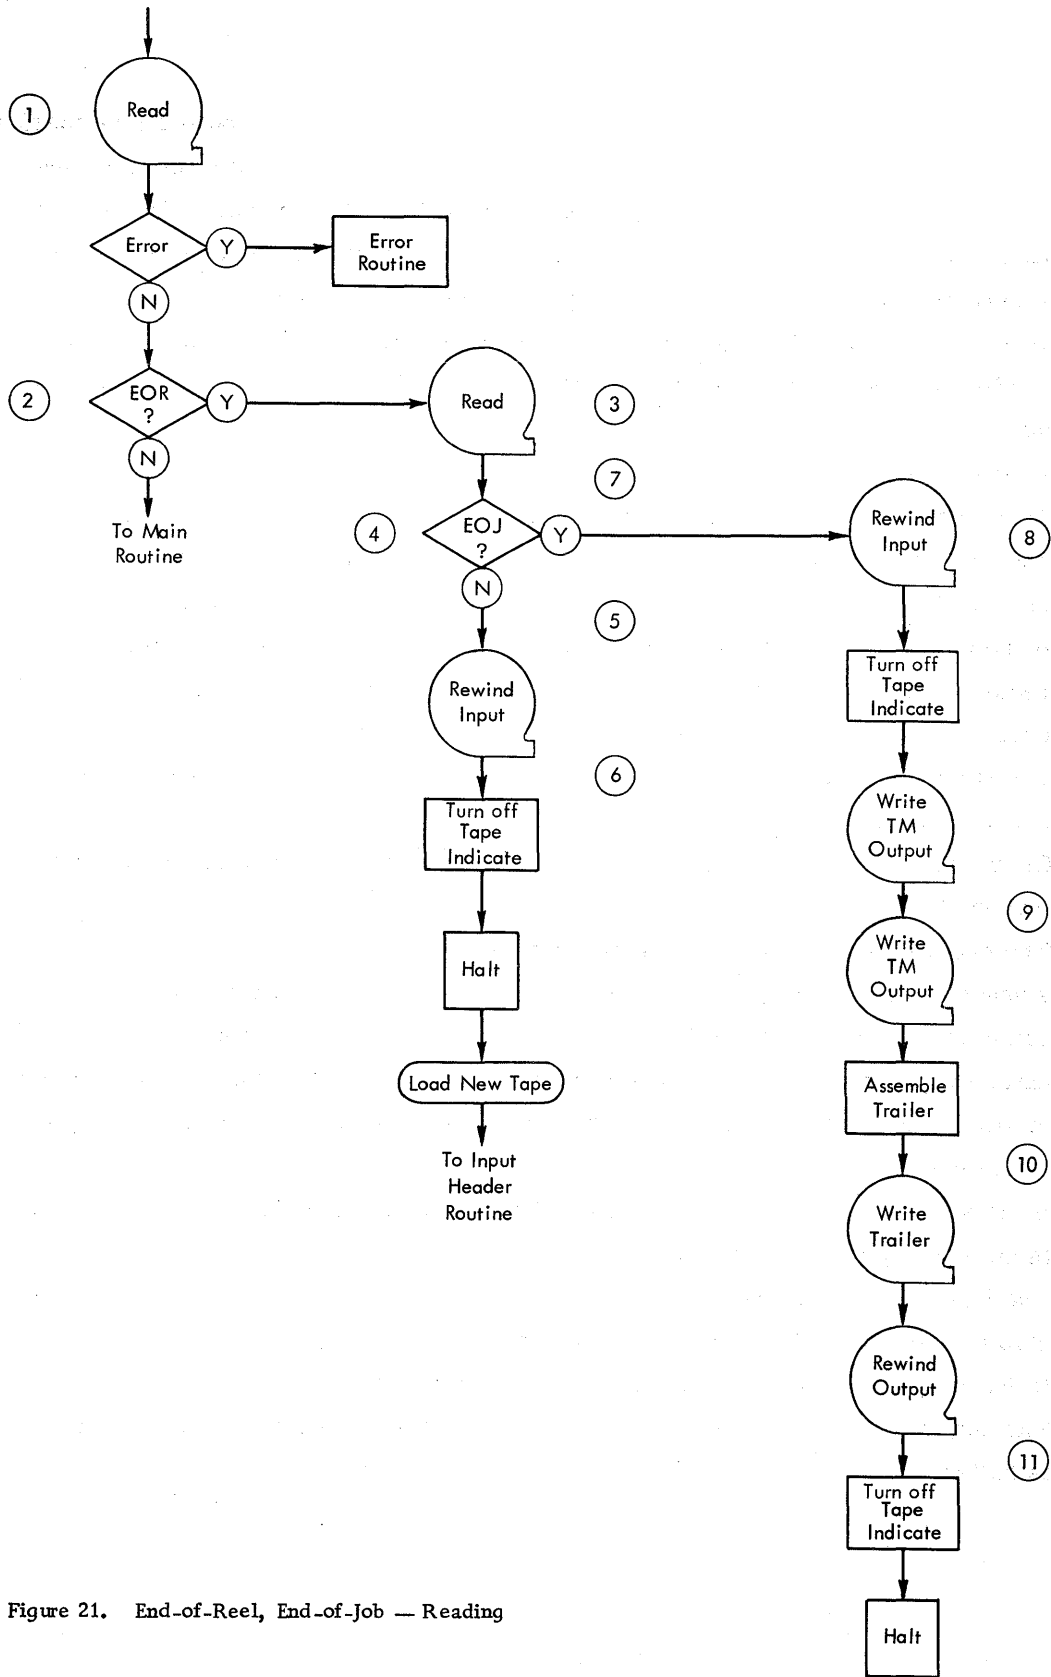 1
Read
Error
Y
Error
Routine
N
2
EOR
?
Y
Read
3
N
To Main
Routine
7
4
EOJ
?
Y
Rewind
Input
8
N
5
Rewind
Input
Turn off
Tape
Indicate
6
Turn off
Tape
Indicate
Write
TM
Output
9
Halt
Write
TM
Output
Load New Tape
Assemble
Trailer
To Input
Header
Routine
10
Write
Trailer
Rewind
Output
11
Turn off
Tape
Indicate
Figure 21. End-of-Reel, End-of-Job — Reading
Halt